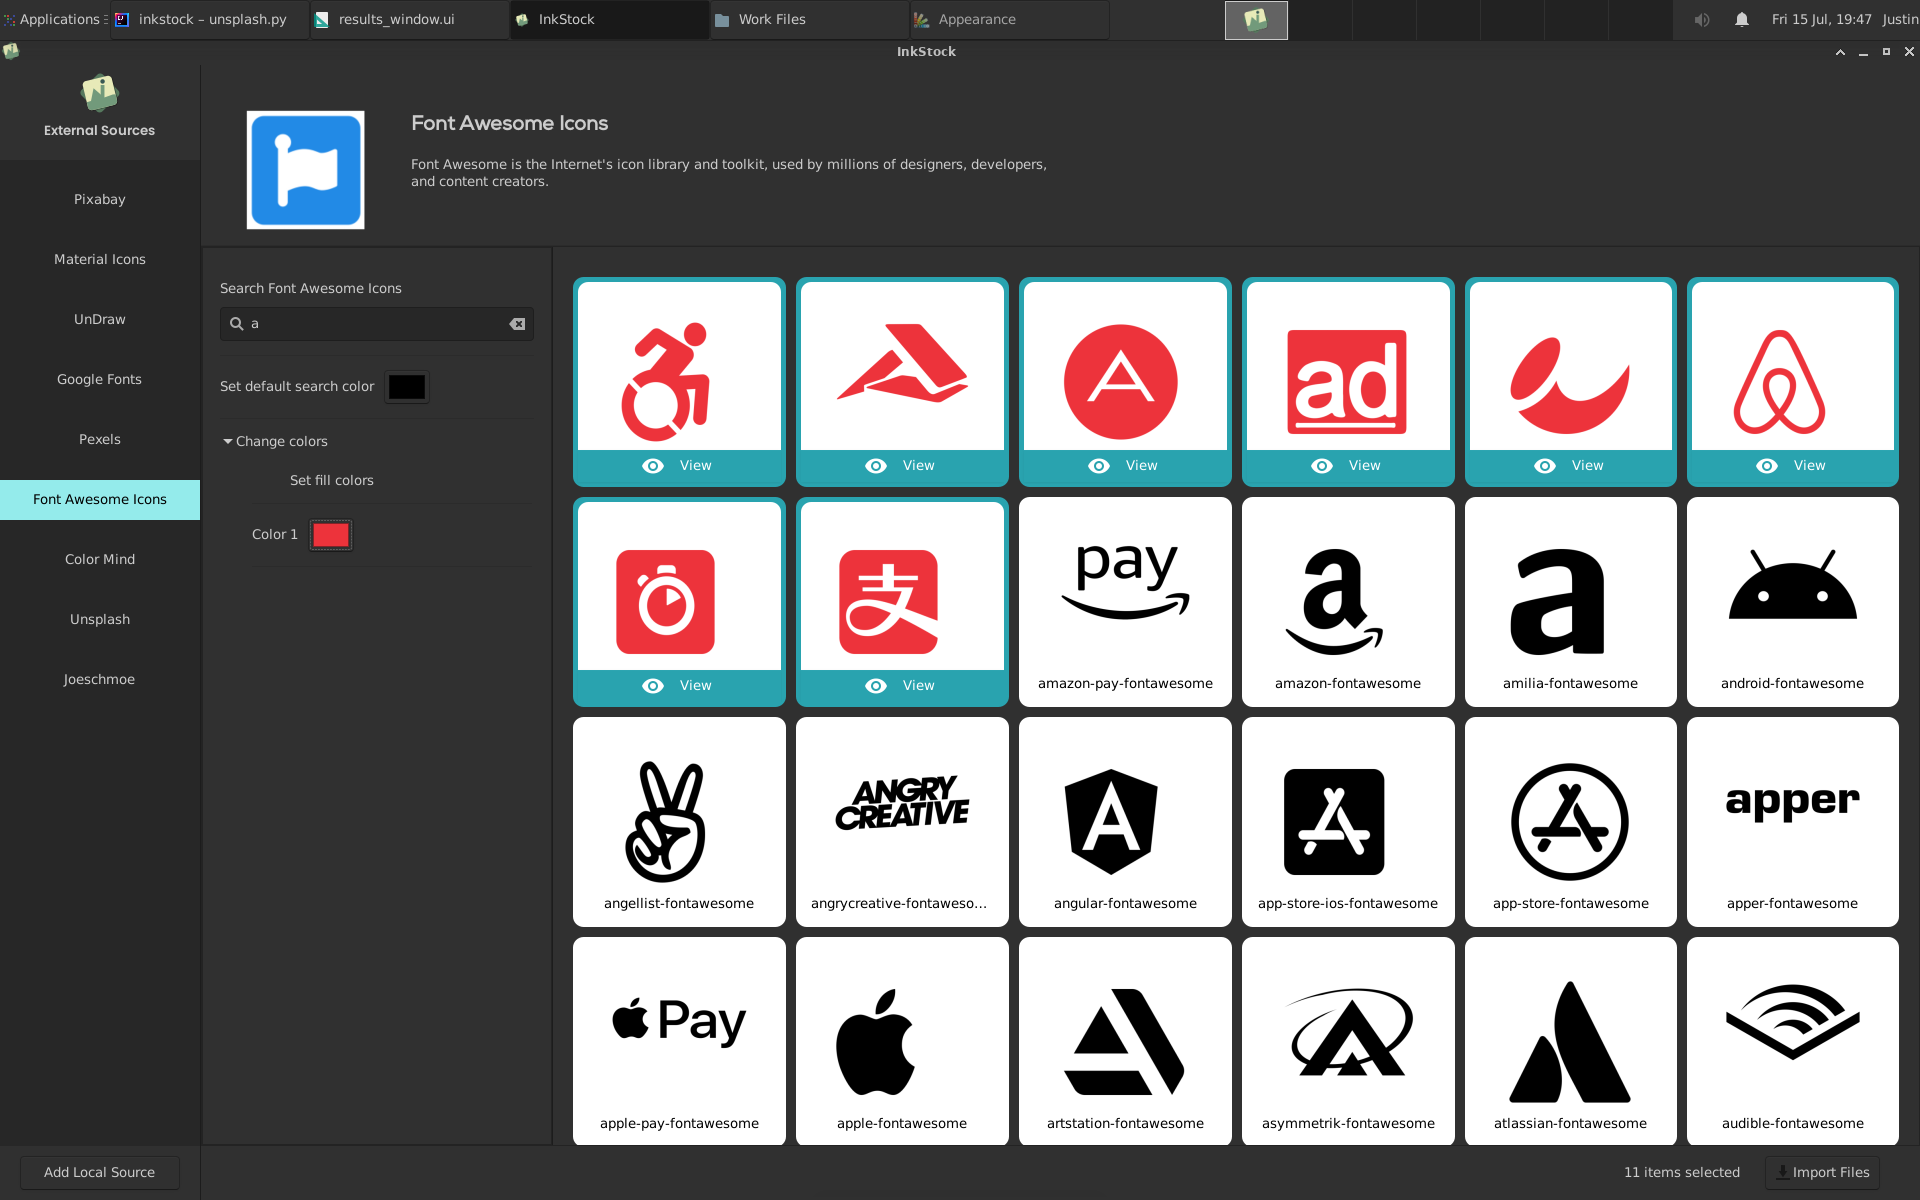 Applications
inkstock – unsplash.py
results_window.ui
InkStock
Work Files
Appearance
Fri 15 Jul, 19:47
Justin
InkStock
External Sources
Pixabay
Material Icons
UnDraw
Google Fonts
Pexels
Font Awesome Icons
Color Mind
Unsplash
Joeschmoe
Add Local Source
Font Awesome Icons
Font Awesome is the Internet's icon library and toolkit, used by millions of designers, developers,
and content creators.
Search Font Awesome Icons
a
Set default search color
Change colors
Set fill colors
Color 1
View
View
A
View
ad
View
View
View
View
支
View
pay
amazon-pay-fontawesome
a
amazon-fontawesome
a
amilia-fontawesome
android-fontawesome
angellist-fontawesome
ANGRY
CREATIVE
angrycreative-fontaweso...
A
angular-fontawesome
app-store-ios-fontawesome
app-store-fontawesome
apper
apper-fontawesome
Pay
apple-pay-fontawesome
apple-fontawesome
artstation-fontawesome
asymmetrik-fontawesome
atlassian-fontawesome
audible-fontawesome
11 items selected
Import Files